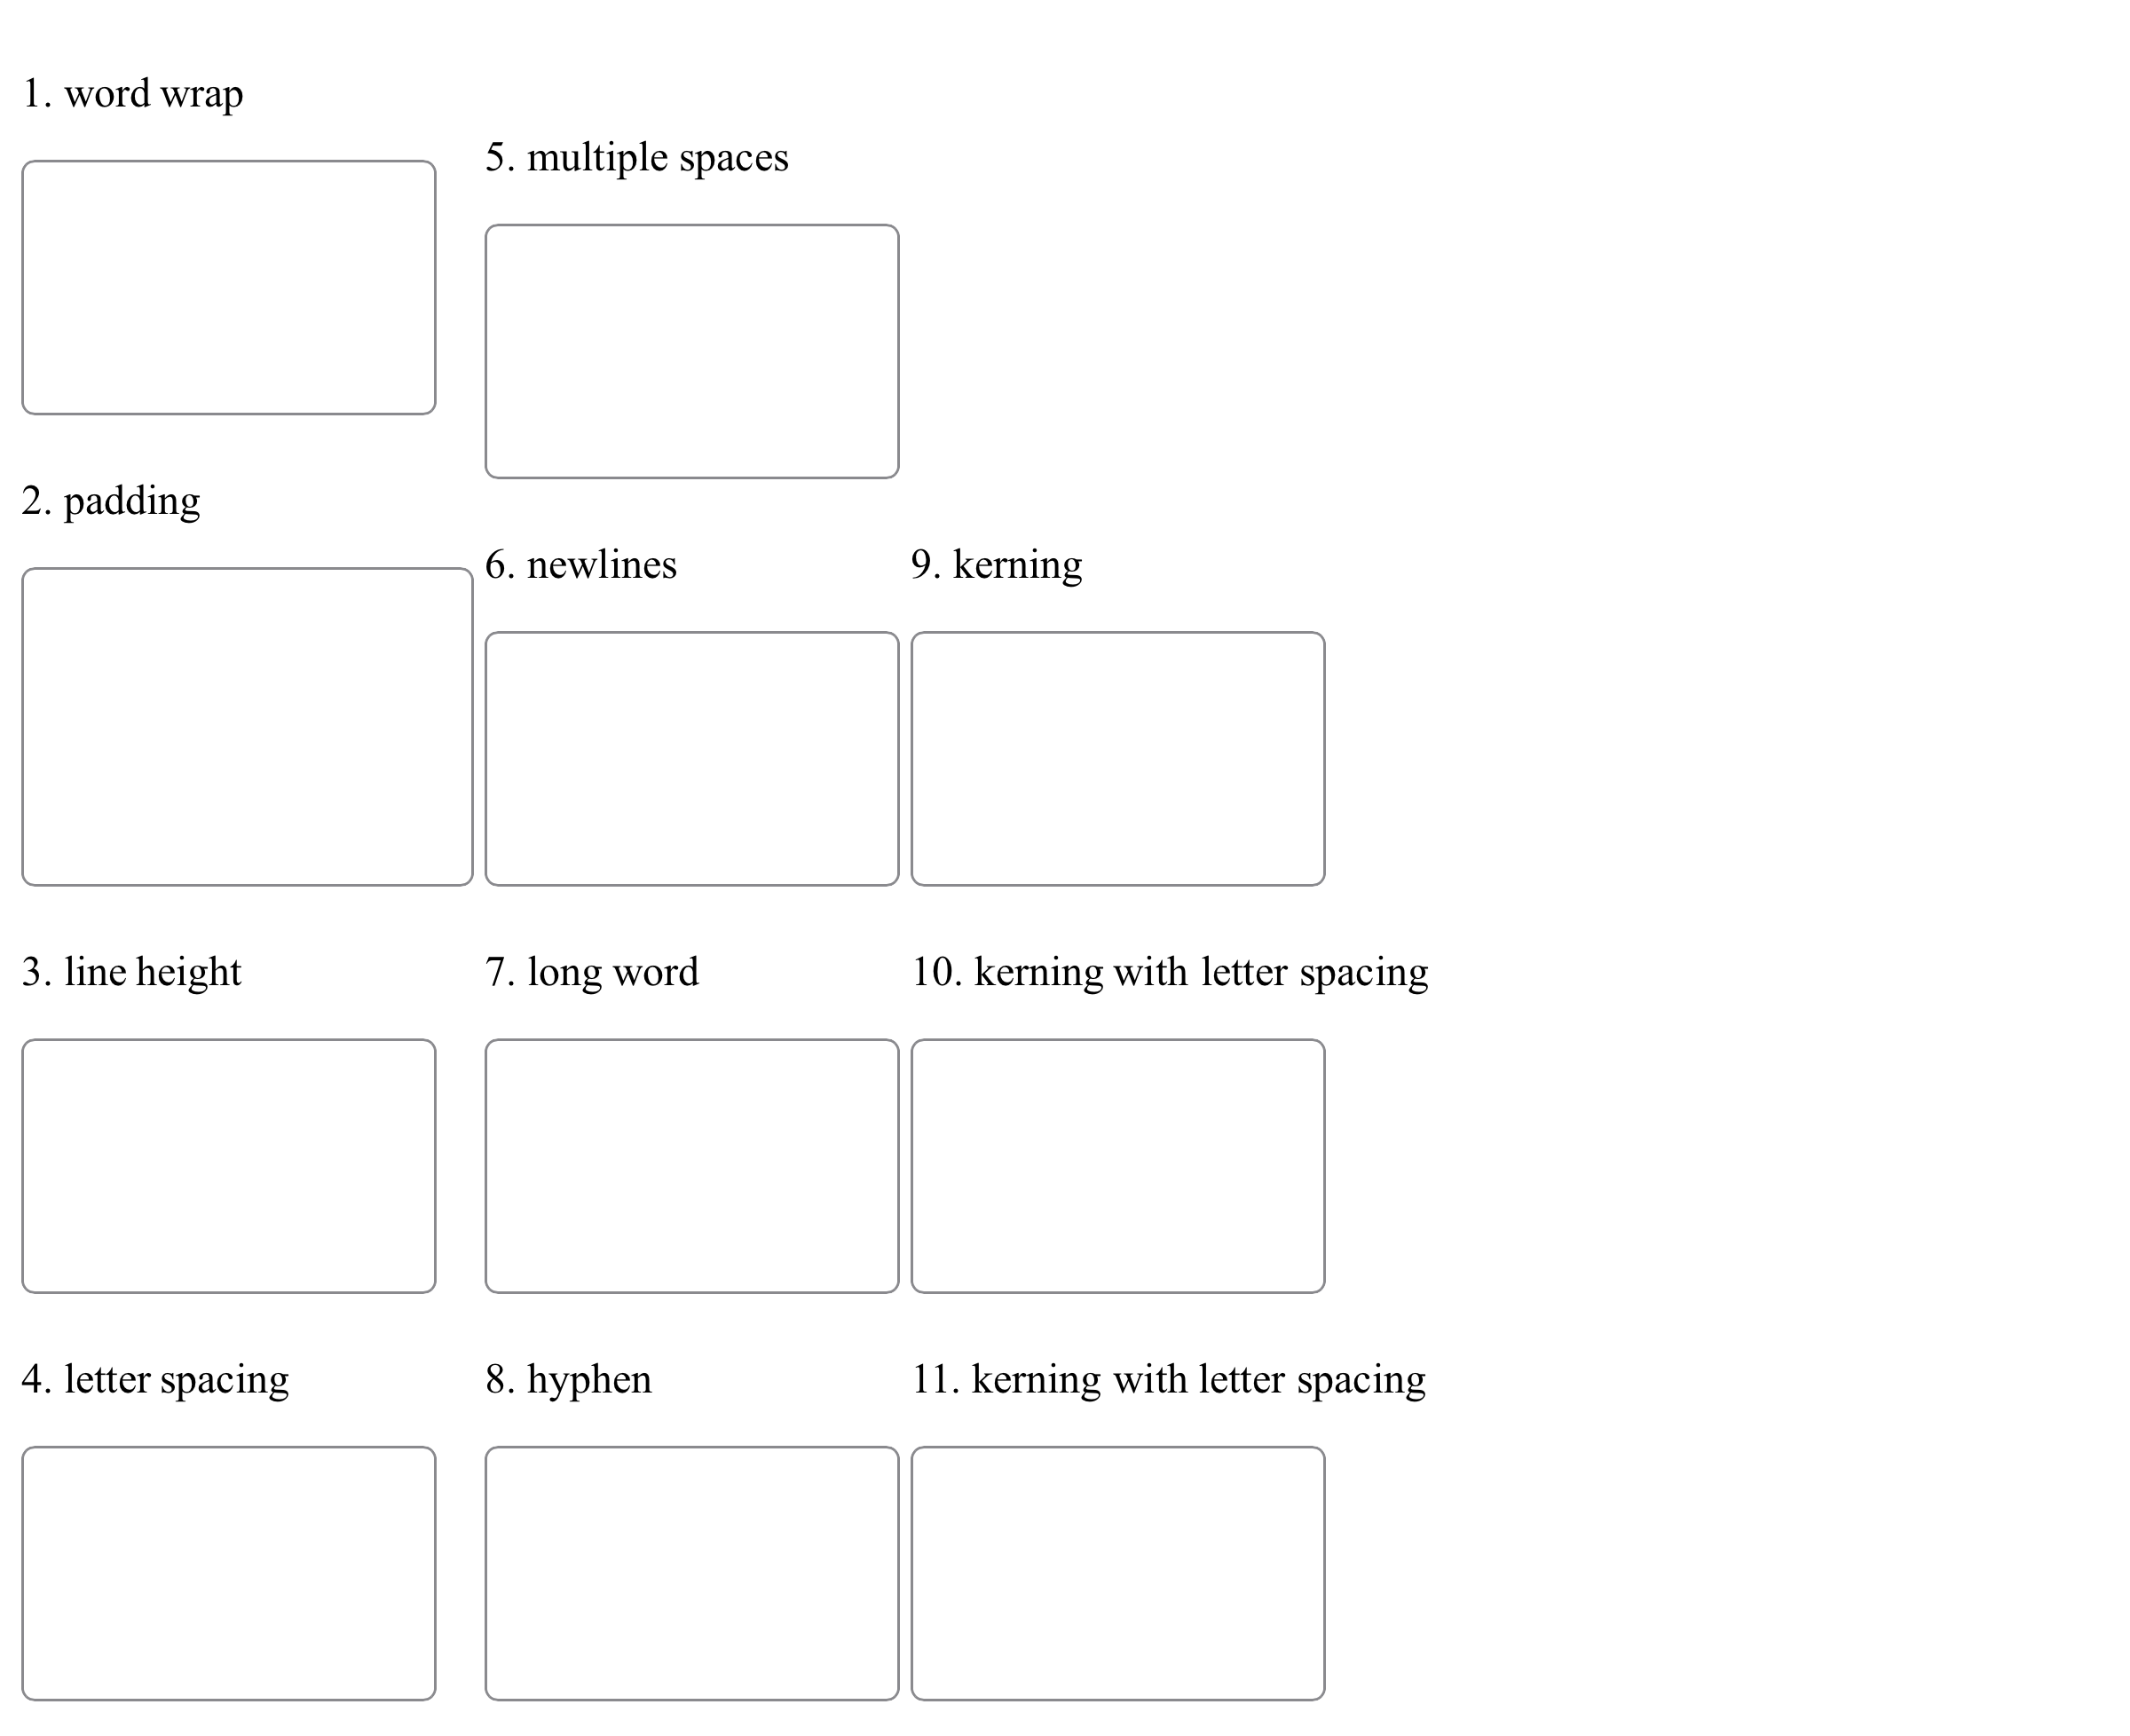 1. word wrap
2. padding
3. line height
4. letter spacing
5. multiple spaces
6. newlines
7. long word
8. hyphen
9. kerning
10. kerning with letter spacing
11. kerning with letter spacing